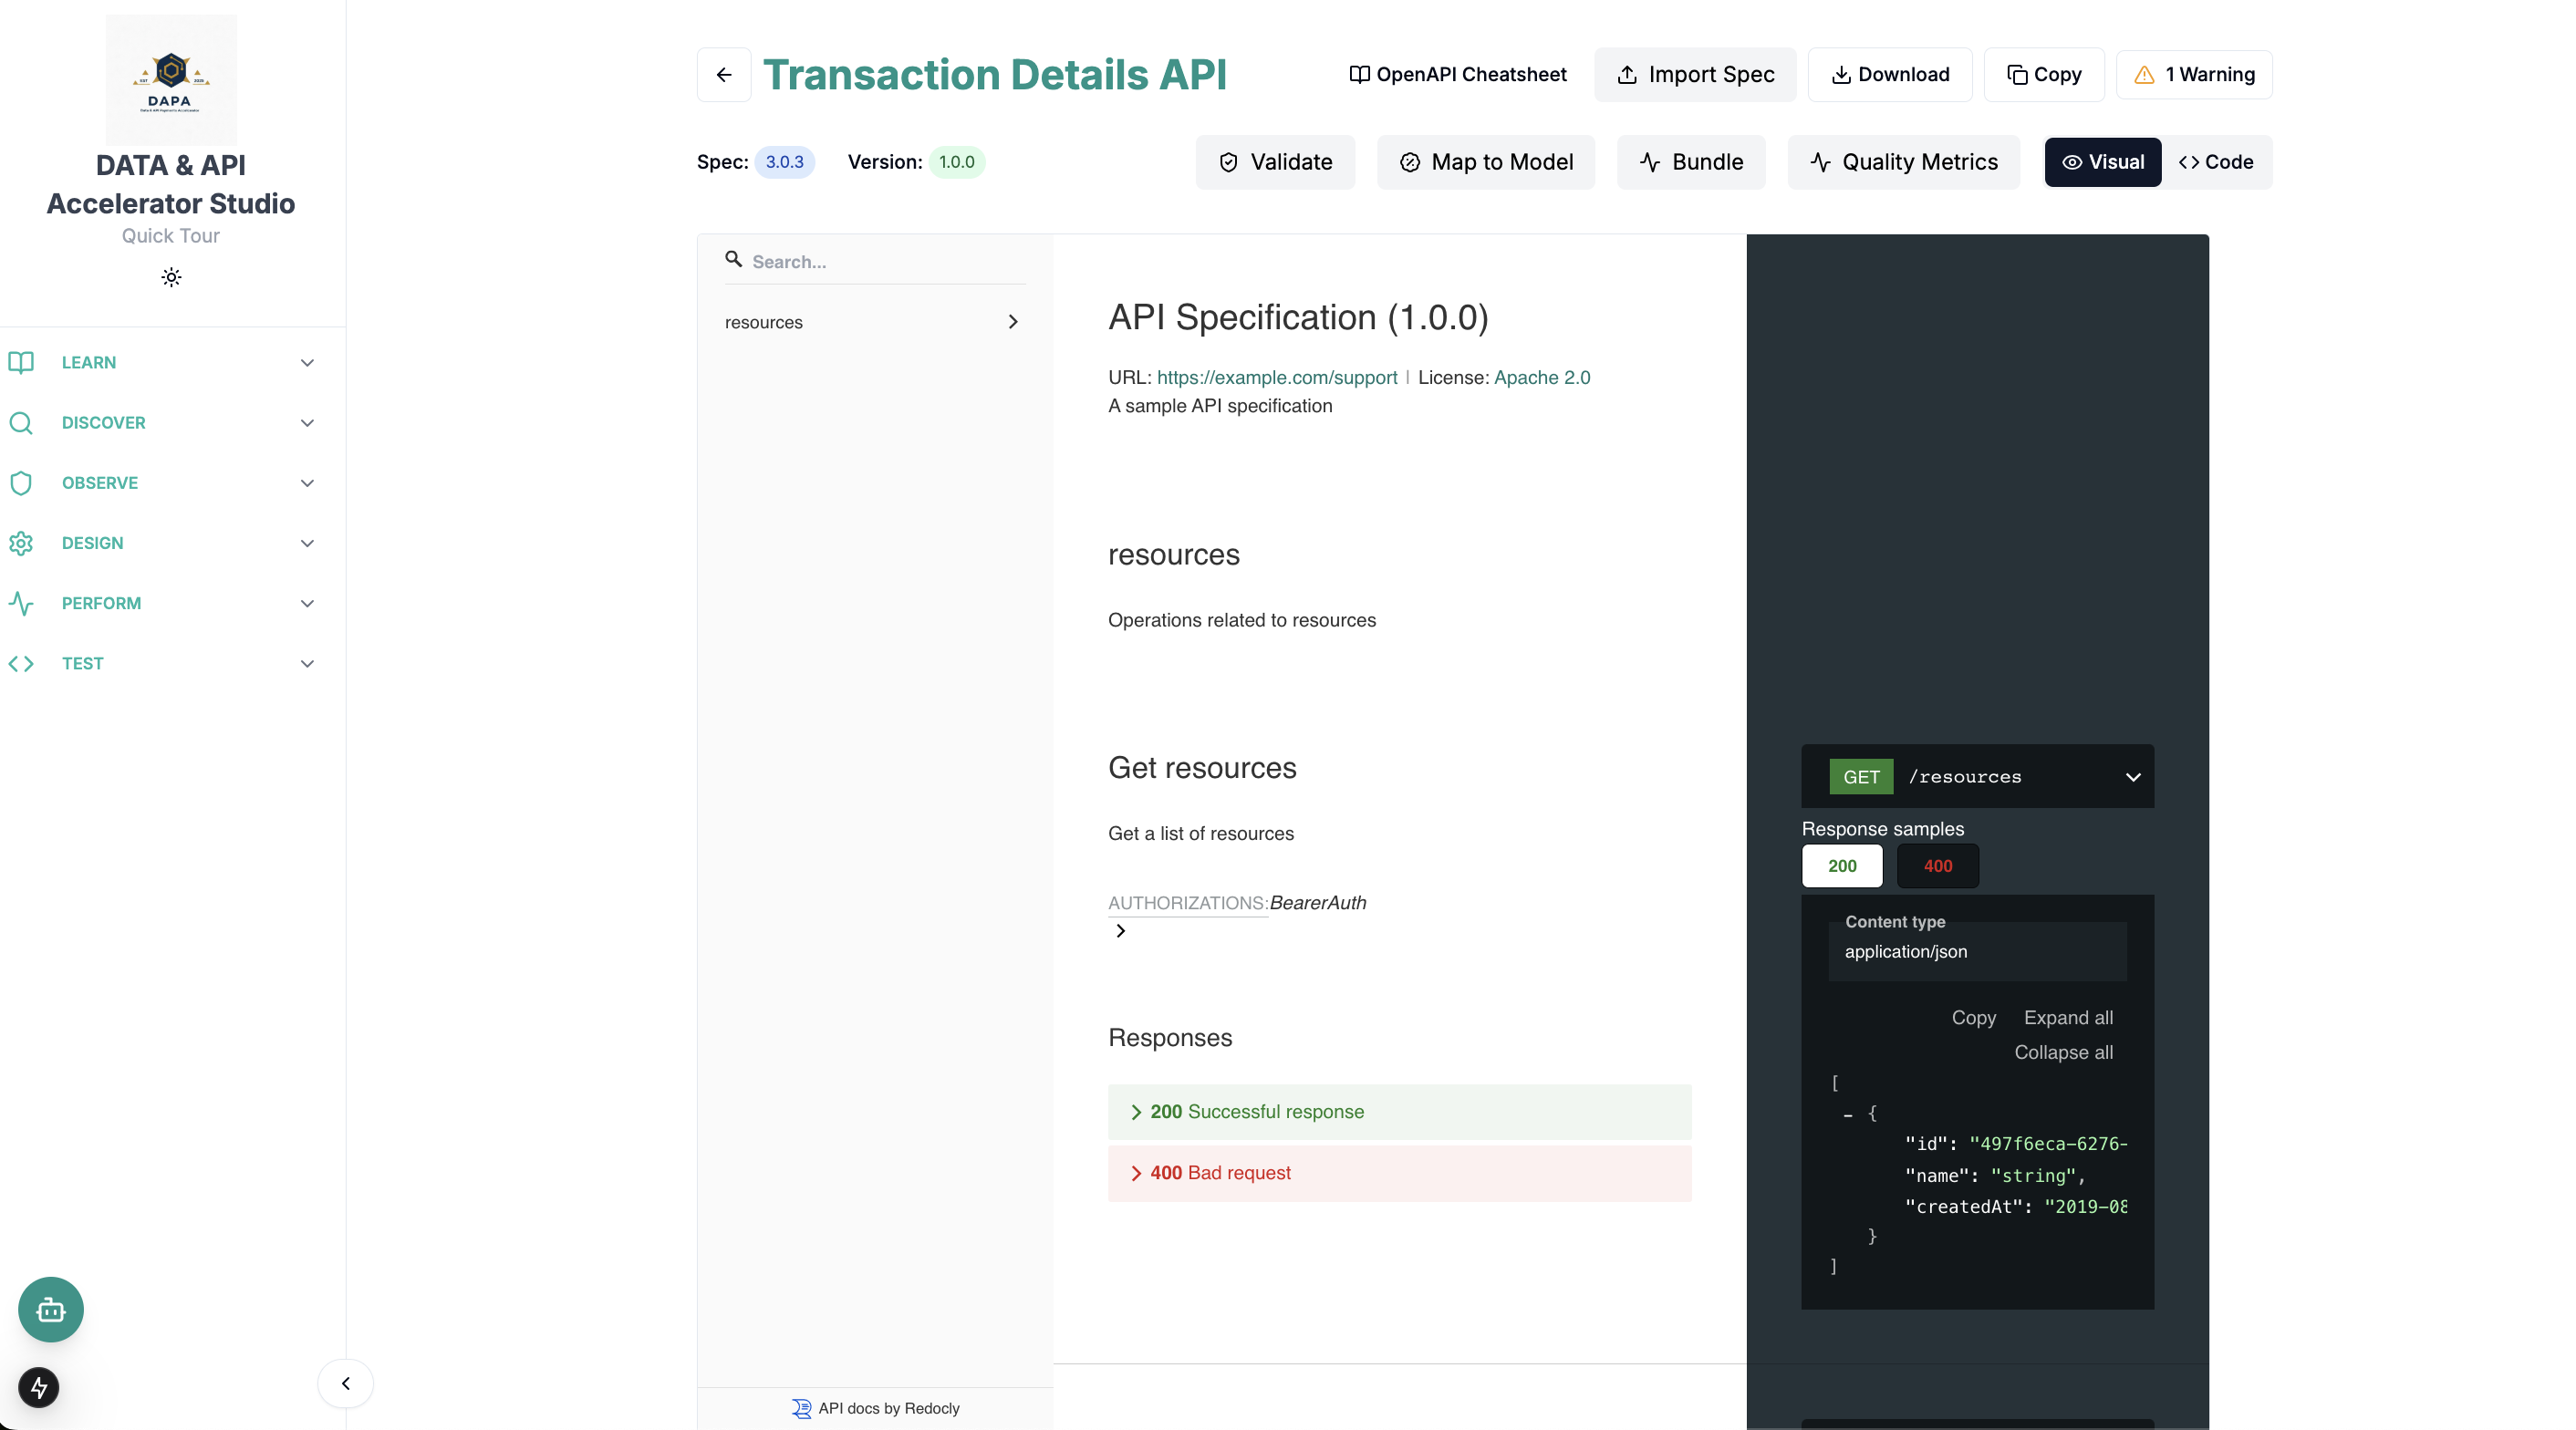 DAPA
DATA & API
Accelerator Studio
Quick Tour
LEARN
DISCOVER
OBSERVE
DESIGN
PERFORM
TEST
Transaction Details API
OpenAPI Cheatsheet
Import Spec
Download
Copy
1 Warning
Spec: 3.0.3
Version: 1.0.0
Validate
Map to Model
Bundle
Quality Metrics
Visual
Code
Search...
resources
API docs by Redocly
API Specification (1.0.0)
URL: https://example.com/support | License: Apache 2.0
A sample API specification
resources
Operations related to resources
Get resources
Get a list of resources
AUTHORIZATIONS:BearerAuth
Responses
200 Successful response
400 Bad request
GET /resources
Response samples
200 400
Content type
application/json
Copy Expand all
Collapse all
[
- {
"id": "497f6eca-6276-
"name": "string",
"createdAt": "2019-08
}
]